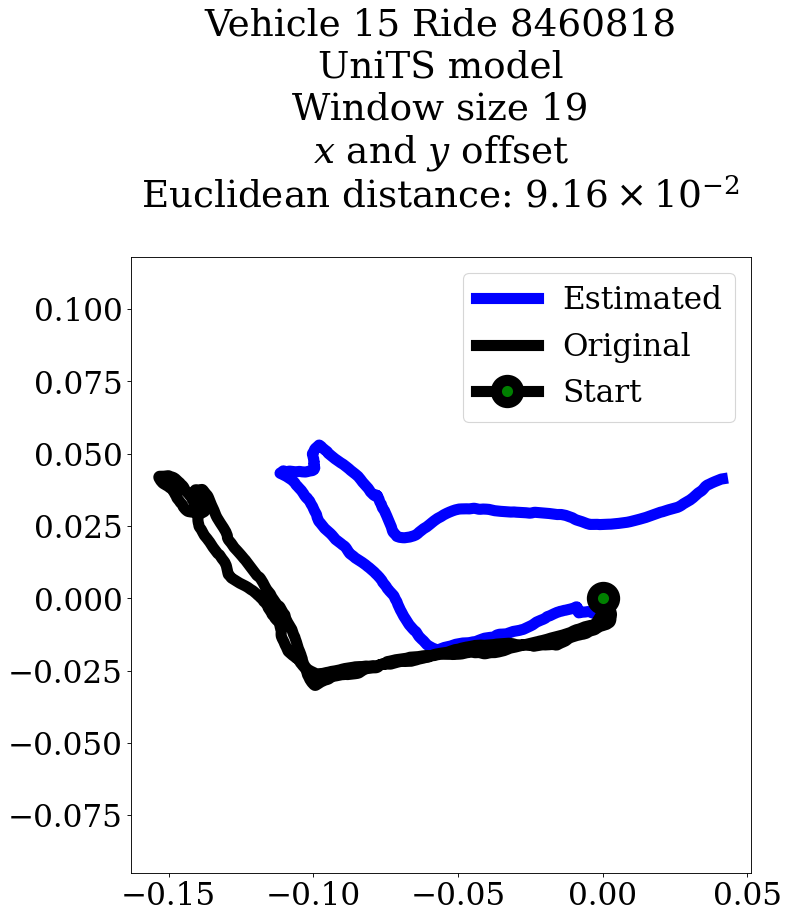 Vehicle 15 Ride 8460818
UniTS model
Window size 19
x and y offset
Euclidean distance: 9.16 × 10⁻²
Estimated
Original
Start
0.100
0.075
0.050
0.025
0.000
−0.025
−0.050
−0.075
−0.15
−0.10
−0.05
0.00
0.05